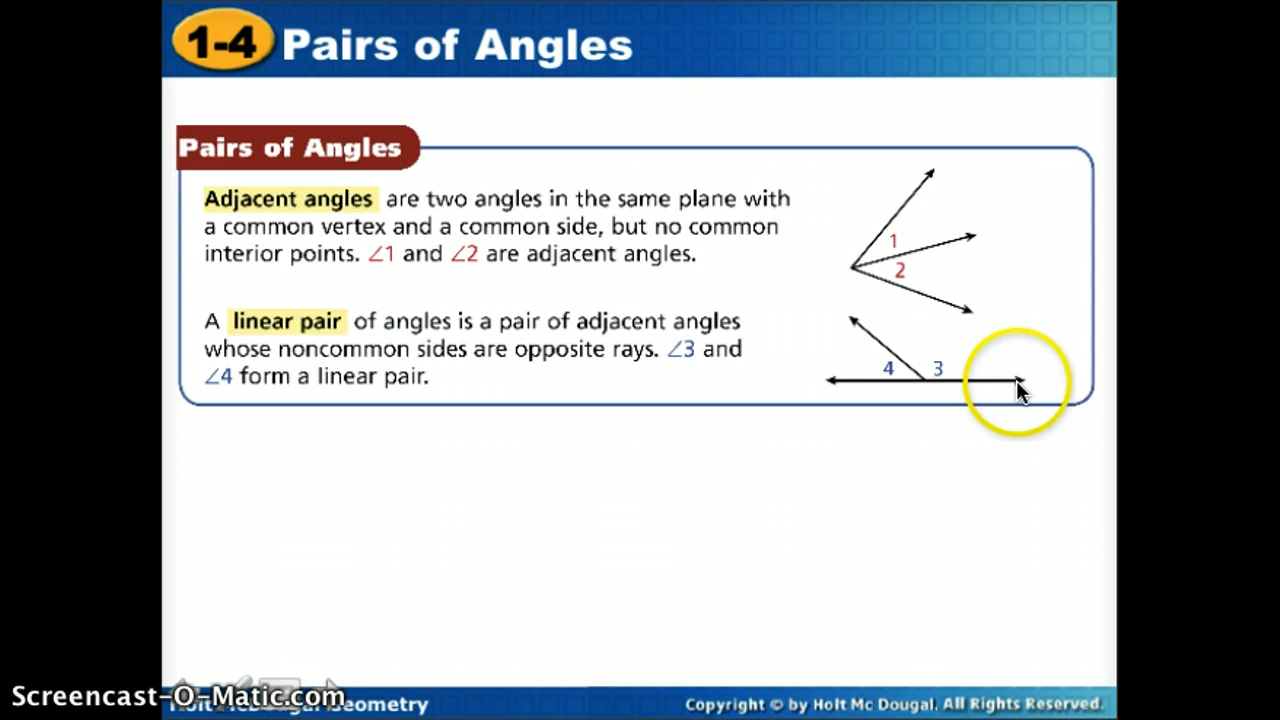 1-4 Pairs of Angles
Pairs of Angles
Adjacent angles are two angles in the same plane with
a common vertex and a common side, but no common
interior points. ∠1 and ∠2 are adjacent angles.
1
2
A linear pair of angles is a pair of adjacent angles
whose noncommon sides are opposite rays. ∠3 and
∠4 form a linear pair.
4 3
Screencast-O-Matic.com
Holt McDougal Geometry
Copyright © by Holt Mc Dougal. All Rights Reserved.